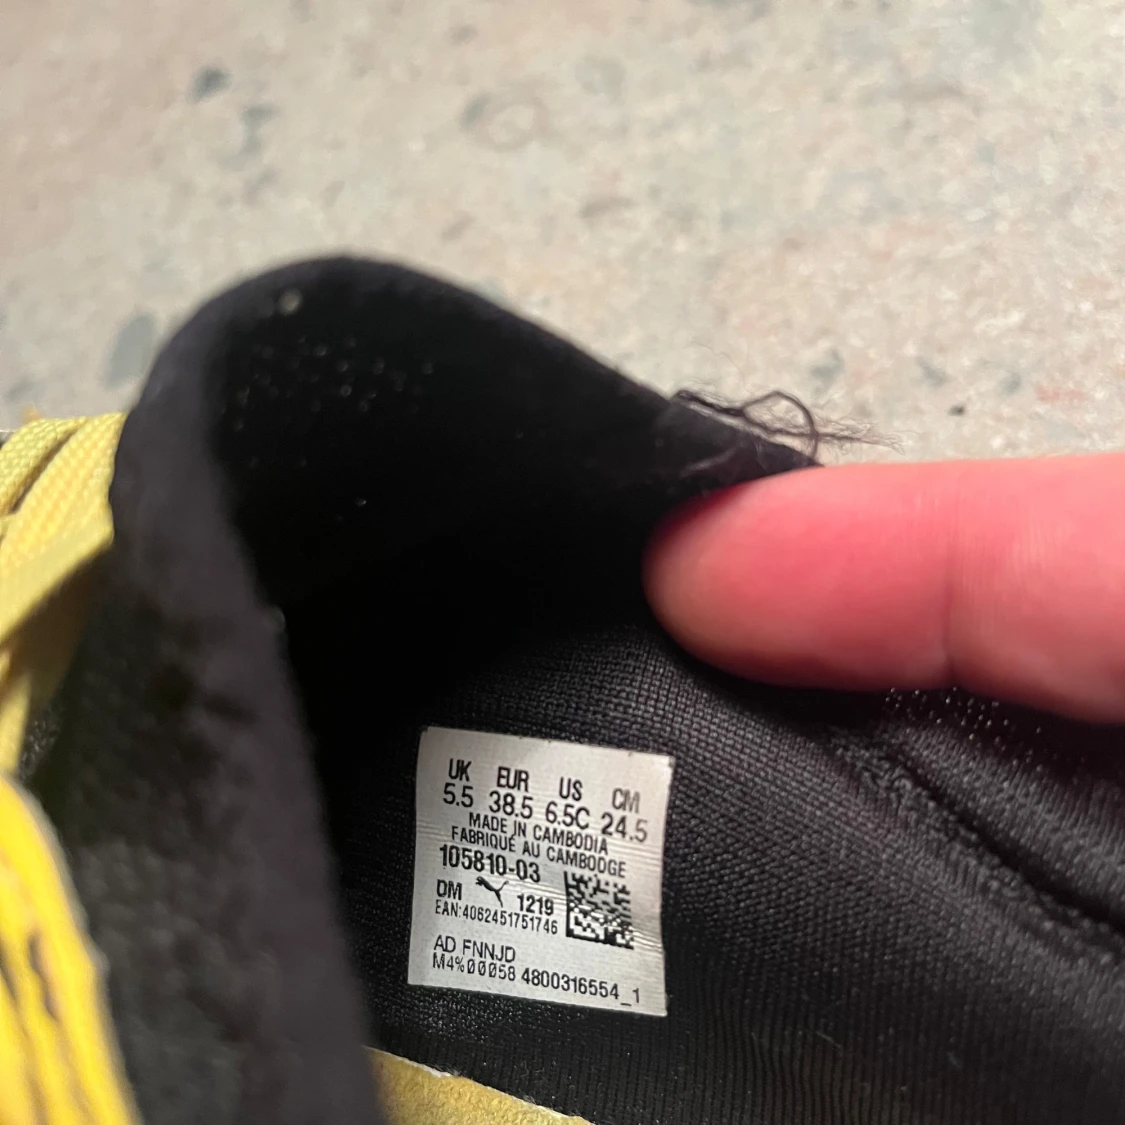 UK EUR US CM
5.5 38.5 6.5C 24.5
MADE IN CAMBODIA
FABRIQUÉ AU CAMBODGE
105810-03
DM 1219
EAN:4062451751746
AD FNNJD
M4%00058 4800316554_1